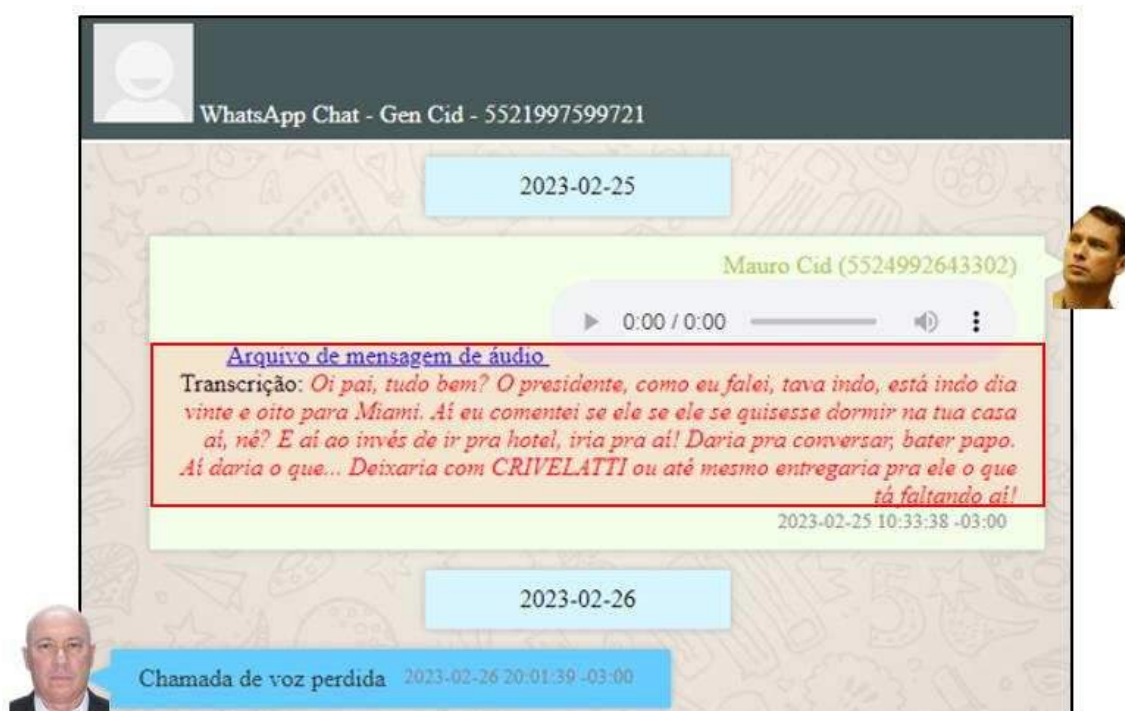 WhatsApp Chat - Gen Cid - 5521997599721
2023-02-25
Mauro Cid (5524992643302)
0:00 / 0:00
Arquivo de mensagem de áudio
Transcrição: Oi pai, tudo bem? O presidente, como eu falei, tava indo, está indo dia
vinte e oito para Miami. Aí eu comentei se ele se ele se quisesse dormir na tua casa
aí, né? E aí ao invés de ir pra hotel, iria pra aí! Daria pra conversar, bater papo.
Aí daria o que... Deixaria com CRIVELATTI ou até mesmo entregaria pra ele o que
tá faltando aí!
2023-02-25 10:33:38 -03:00
2023-02-26
Chamada de voz perdida 2023-02-26 20:01:39 -03:00